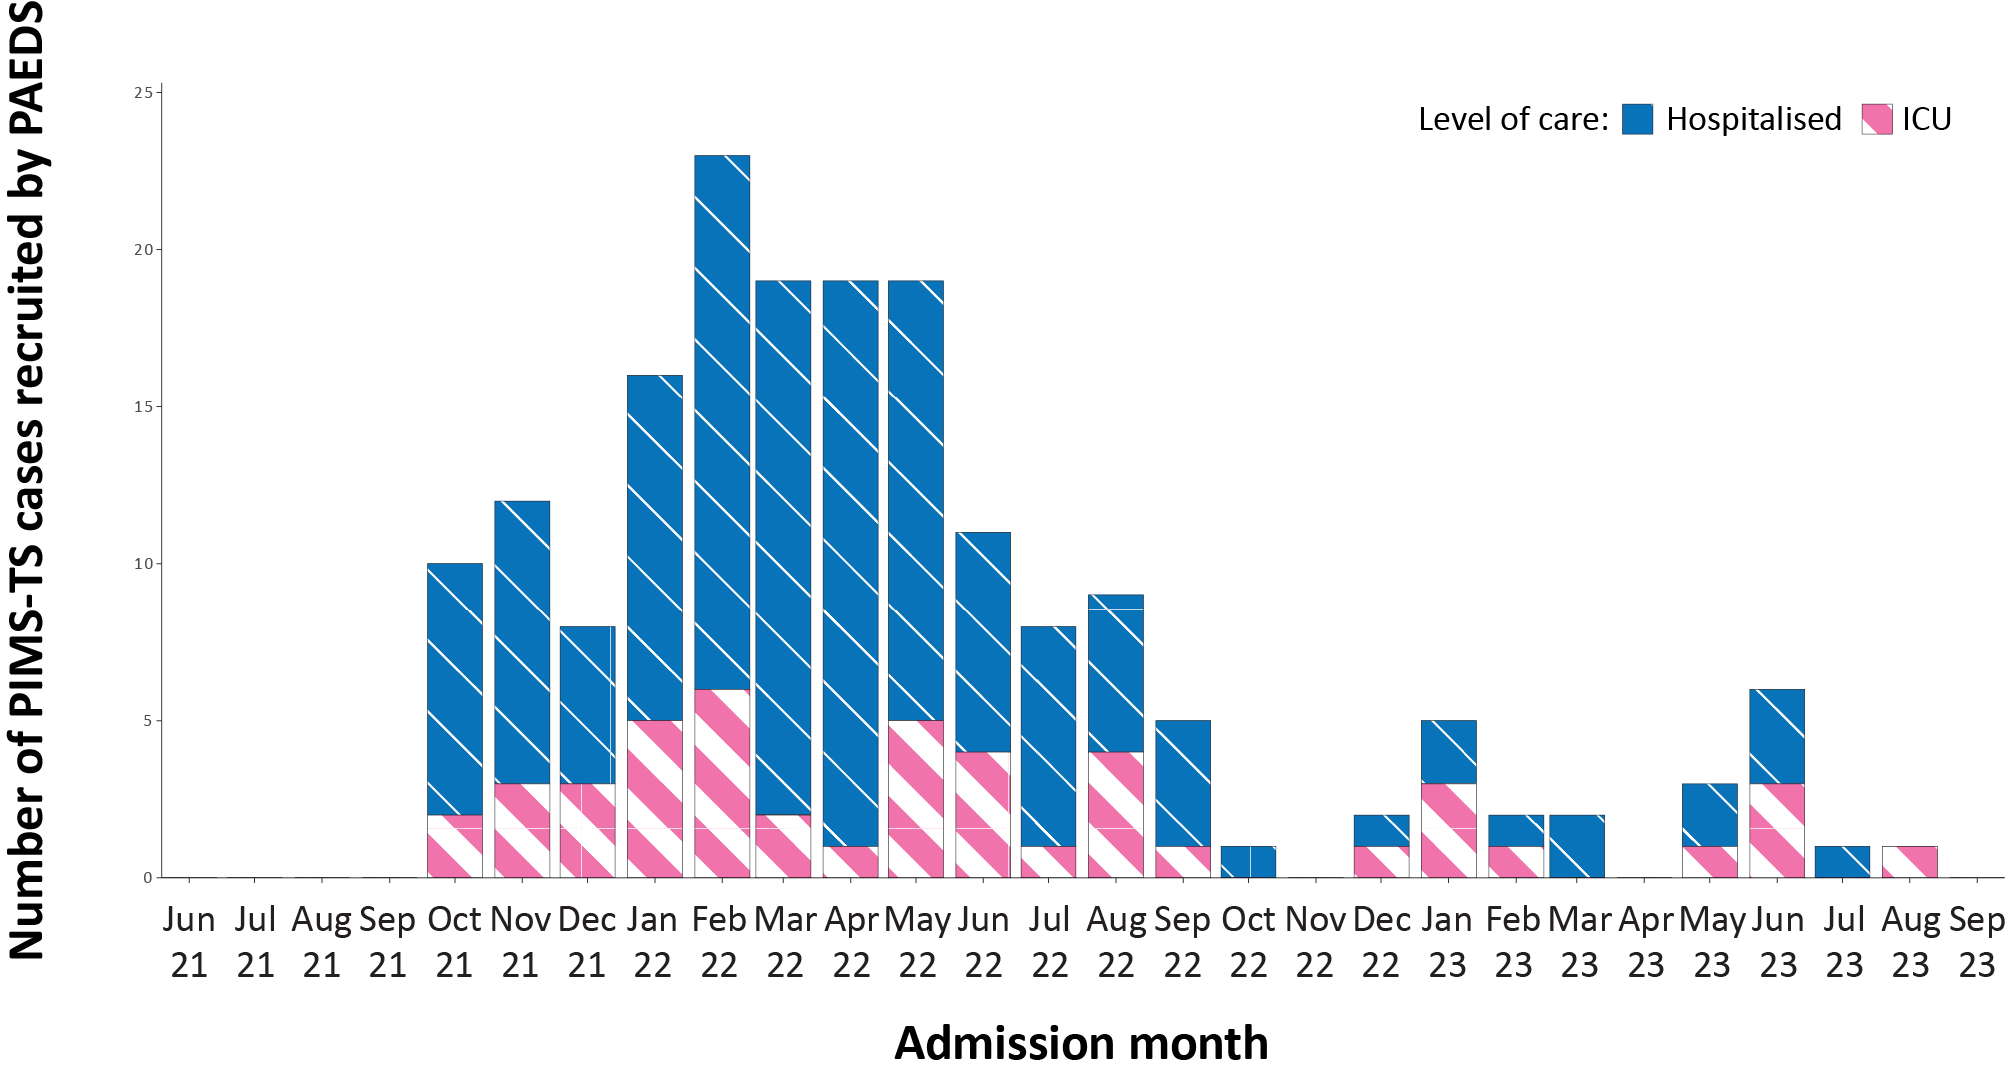 Number of PIMS-TS cases recruited by PAEDS
25
20
15
10
5
0
Level of care: Hospitalised ICU
Jun Jul Aug Sep Oct Nov Dec Jan Feb Mar Apr May Jun Jul Aug Sep Oct Nov Dec Jan Feb Mar Apr May Jun Jul Aug Sep
21 21 21 21 21 21 21 22 22 22 22 22 22 22 22 22 22 22 22 23 23 23 23 23 23 23 23 23
Admission month